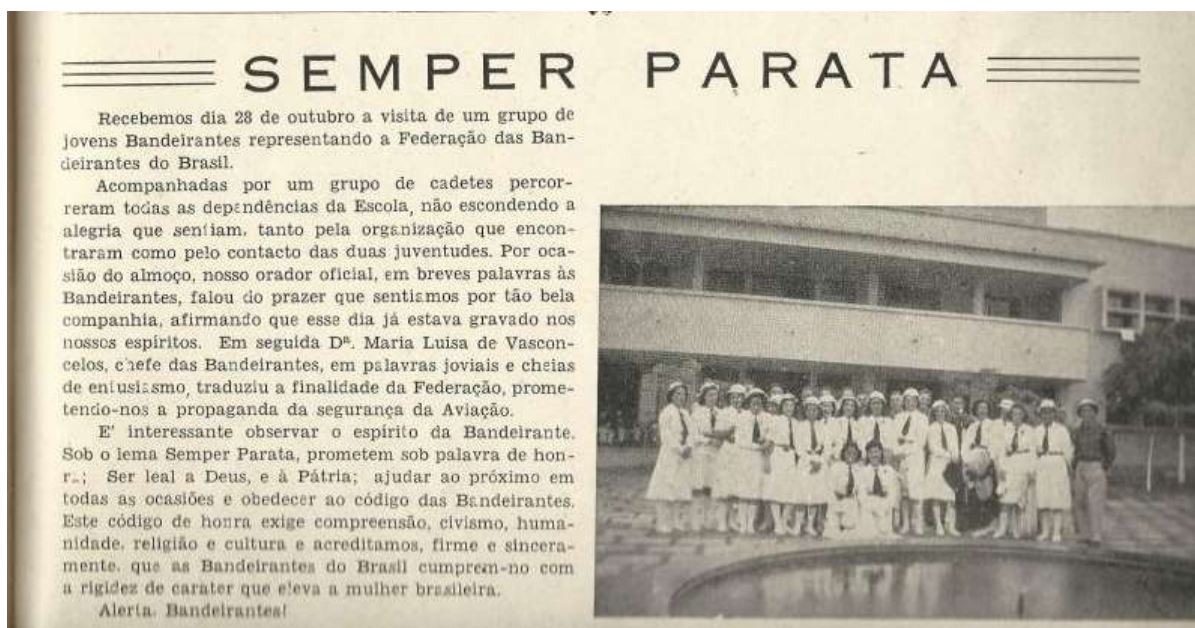 SEMPER PARATA
Recebemos dia 28 de outubro a visita de um grupo de
jovens Bandeirantes representando a Federação das Ban-
deirantes do Brasil.
Acompanhadas por um grupo de cadetes percor-
reram todas as dependências da Escola, não escondendo a
alegria que sentiam, tanto pela organização que encon-
traram como pelo contacto das duas juventudes. Por oca-
sião do almoço, nosso orador oficial, em breves palavras às
Bandeirantes, falou do prazer que sentiamos por tão bela
companhia, afirmando que esse dia já estava gravado nos
nossos espíritos. Em seguida Dª. Maria Luisa de Vascon-
celos, chefe das Bandeirantes, em palavras joviais e cheias
de entusiasmo, traduziu a finalidade da Federação, prome-
tendo-nos a propaganda da segurança da Aviação.
E' interessante observar o espírito da Bandeirante.
Sob o lema Semper Parata, prometem sob palavra de hon-
r.; Ser leal a Deus, e à Pátria; ajudar ao próximo em
todas as ocasiões e obedecer ao código das Bandeirantes.
Este código de honra exige compreensão, civismo, huma-
nidade, religião e cultura e acreditamos, firme e sincera-
mente, que as Bandeirantes do Brasil cumprem-no com
a rigidez de carater que eleva a mulher brasileira.
Alerta, Bandeirantes!